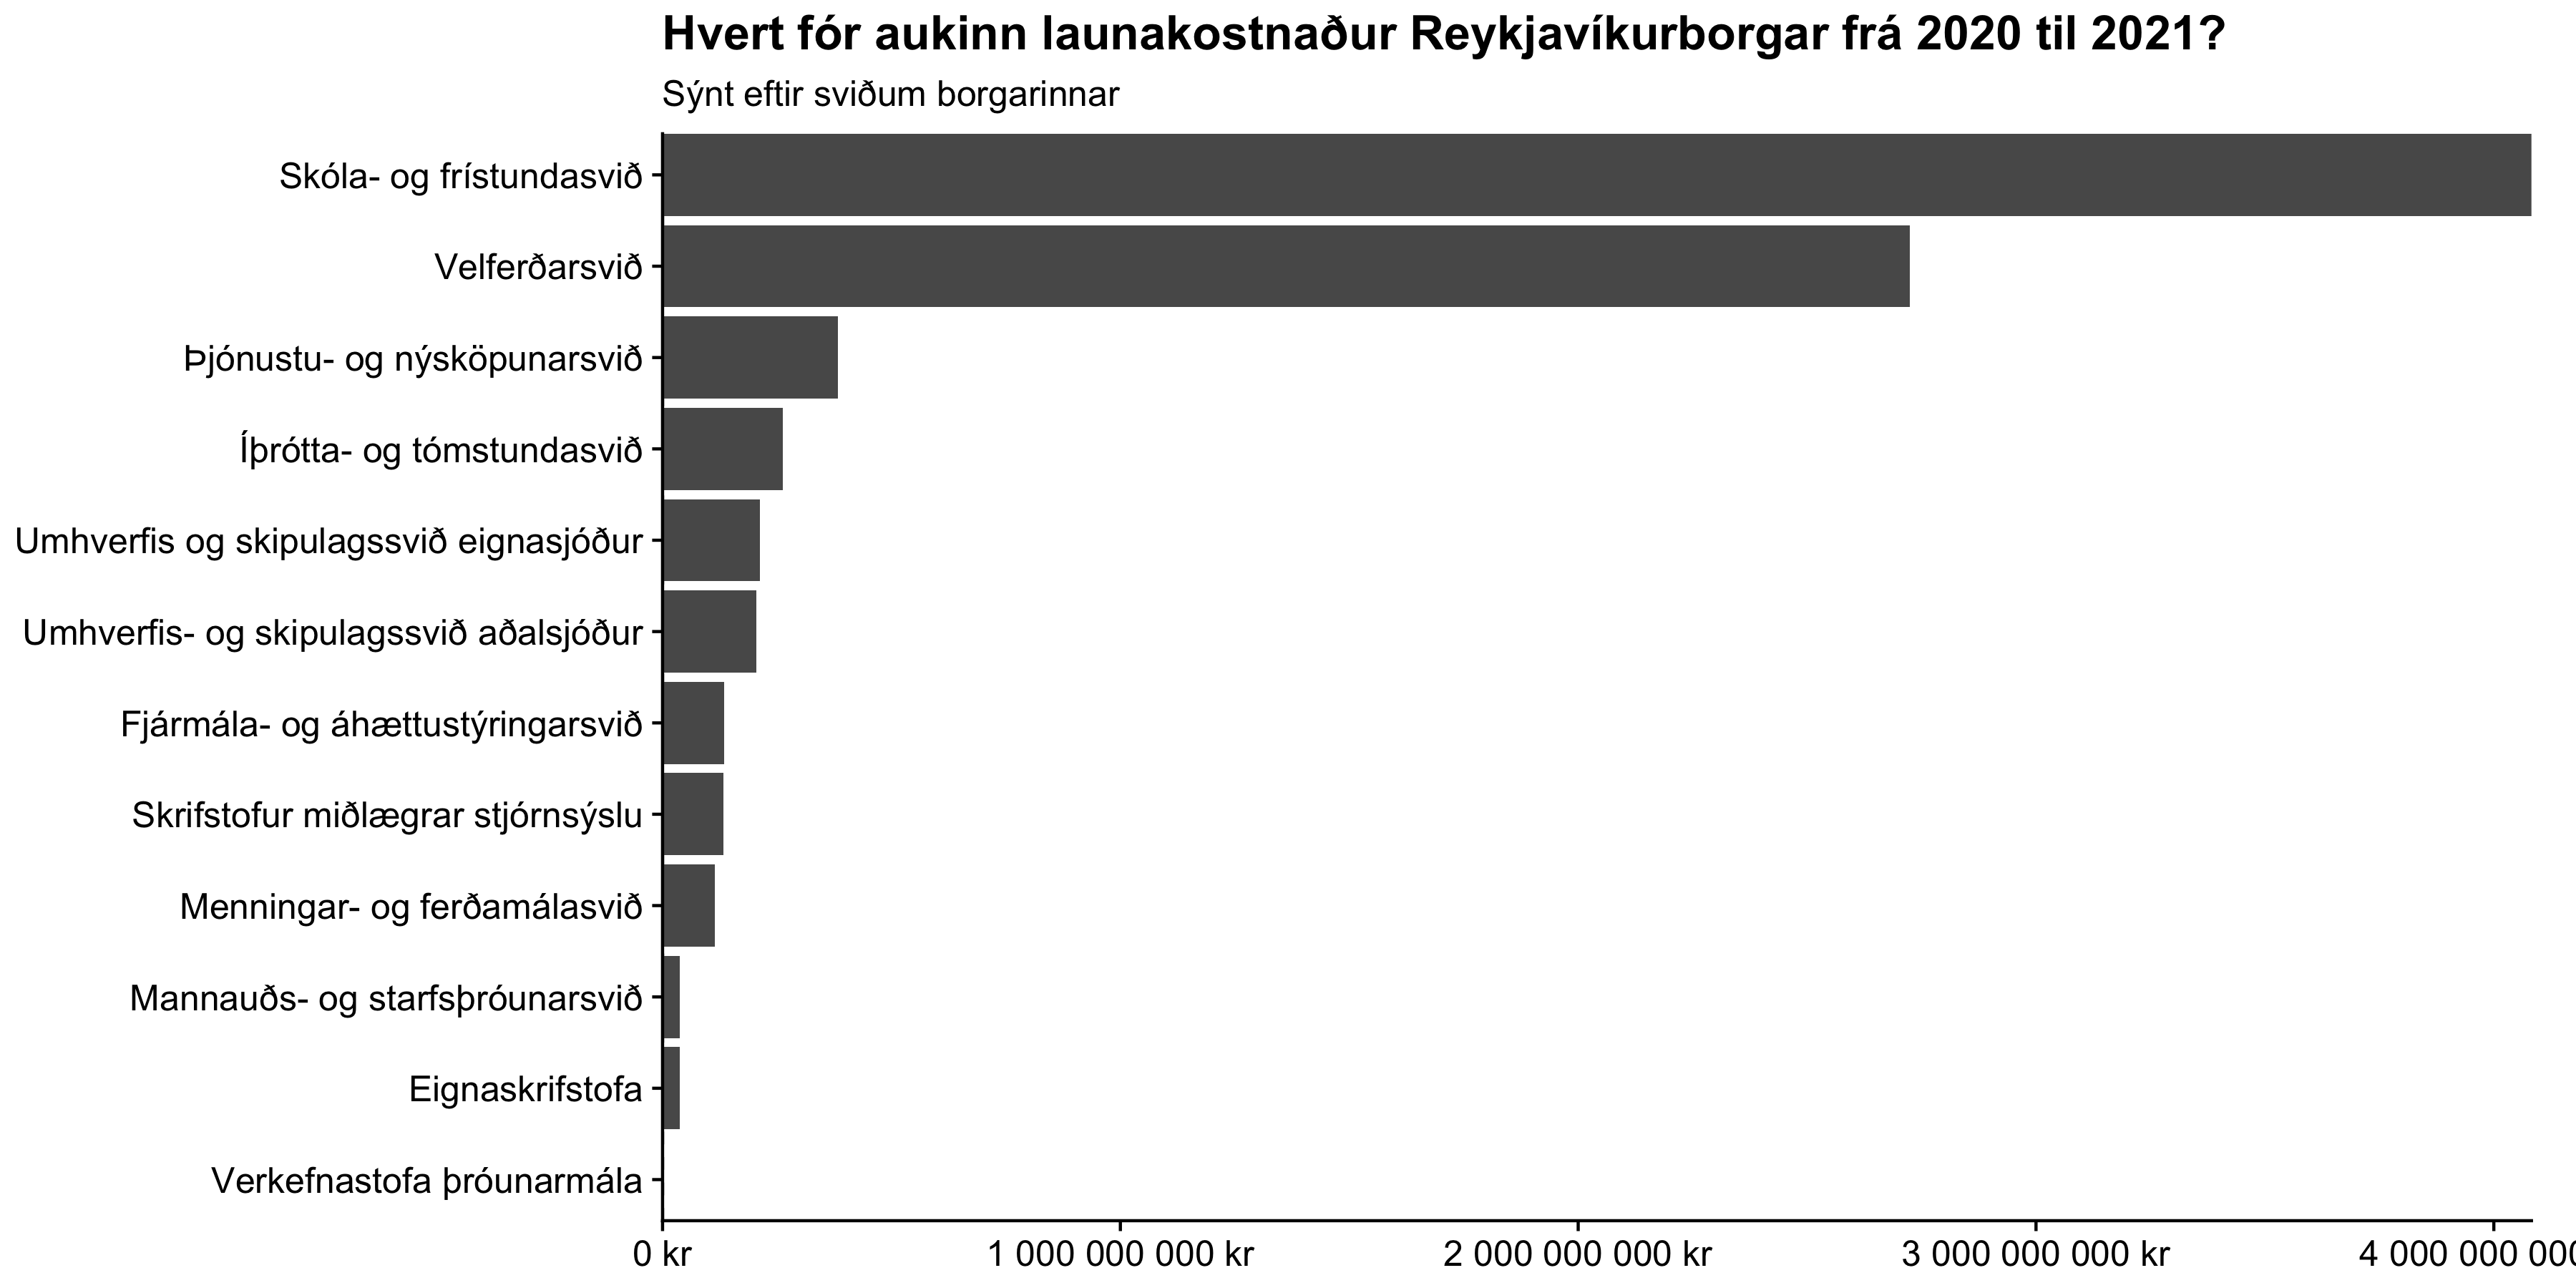 Hvert fór aukinn launakostnaður Reykjavíkurborgar frá 2020 til 2021?
Sýnt eftir sviðum borgarinnar
Skóla- og frístundasvið
Velferðarsvið
Þjónustu- og nýsköpunarsvið
Íþrótta- og tómstundasvið
Umhverfis og skipulagssvið eignasjóður
Umhverfis- og skipulagssvið aðalsjóður
Fjármála- og áhættustýringarsvið
Skrifstofur miðlægrar stjórnsýslu
Menningar- og ferðamálasvið
Mannauðs- og starfsþróunarsvið
Eignaskrifstofa
Verkefnastofa þróunarmála
0 kr 1 000 000 000 kr 2 000 000 000 kr 3 000 000 000 kr 4 000 000